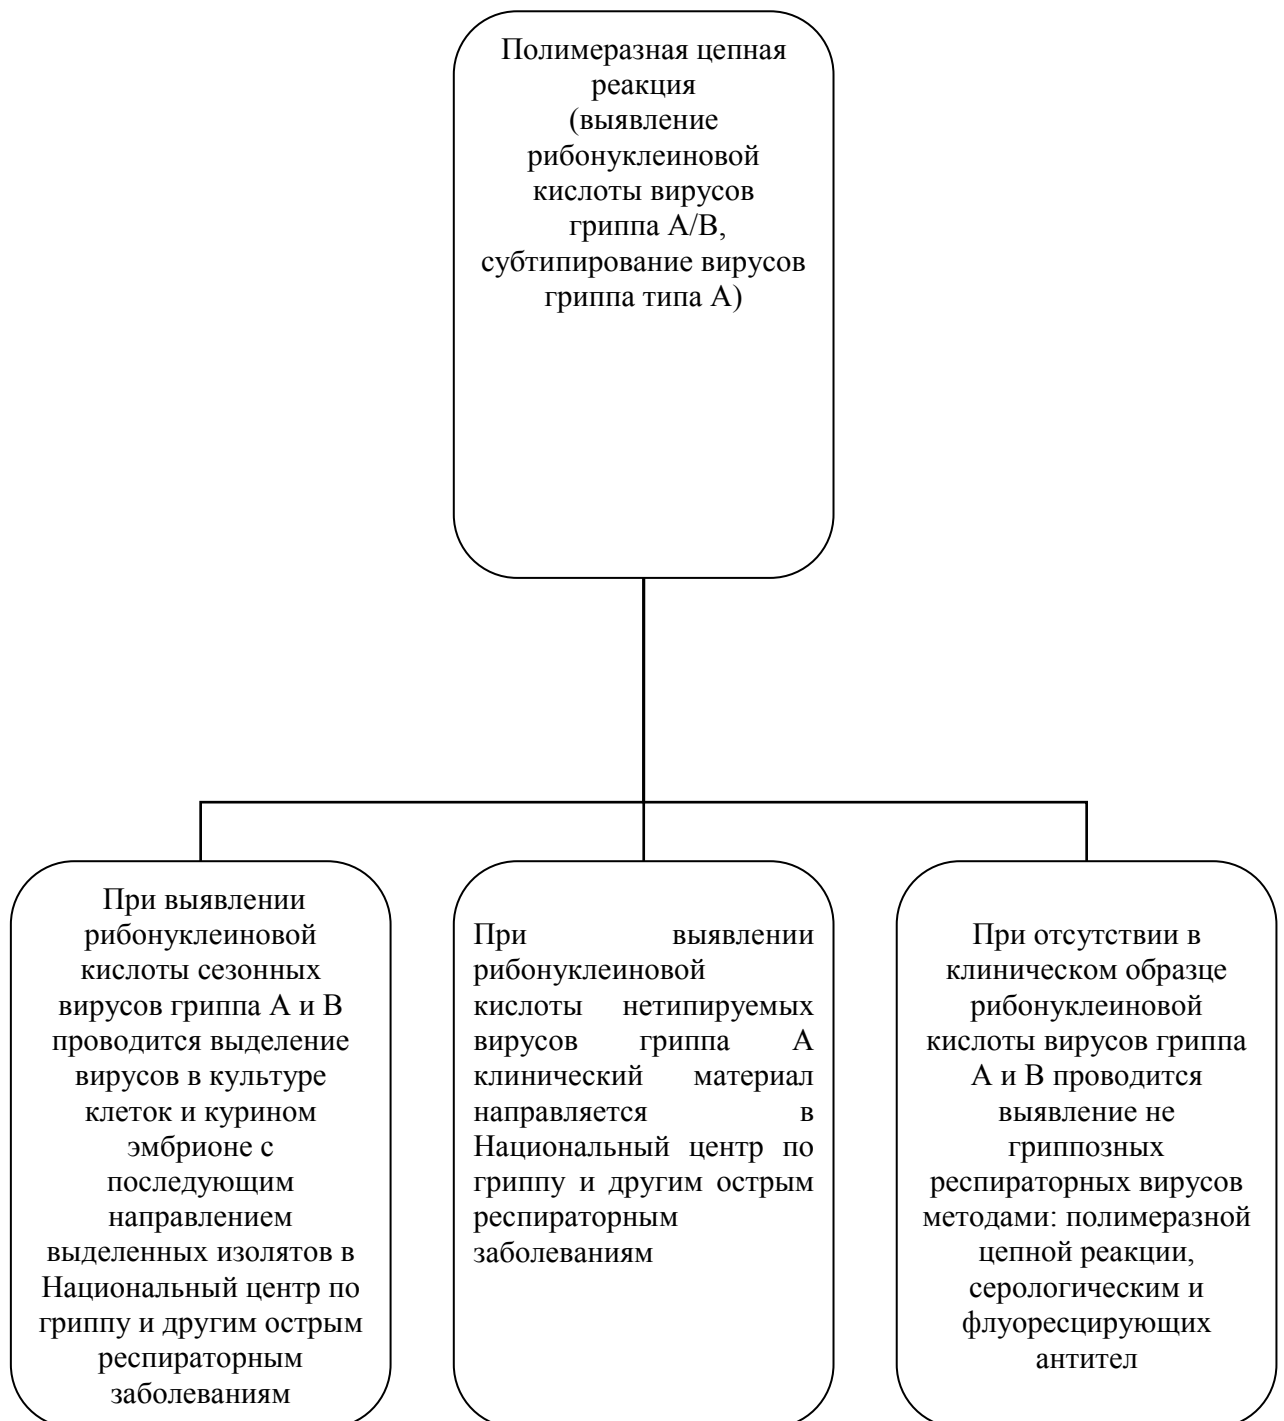 Полимеразная цепная
реакция
(выявление
рибонуклеиновой
кислоты вирусов
гриппа А/В,
субтипирование вирусов
гриппа типа А)
При выявлении
рибонуклеиновой
кислоты сезонных
вирусов гриппа А и В
проводится выделение
вирусов в культуре
клеток и курином
эмбрионе с
последующим
направлением
выделенных изолятов в
Национальный центр по
гриппу и другим острым
респираторным
заболеваниям
При выявлении
рибонуклеиновой
кислоты нетипируемых
вирусов гриппа А
клинический материал
направляется в
Национальный центр по
гриппу и другим острым
респираторным
заболеваниям
При отсутствии в
клиническом образце
рибонуклеиновой
кислоты вирусов гриппа
А и В проводится
выявление не
гриппозных
респираторных вирусов
методами: полимеразной
цепной реакции,
серологическим и
флуоресцирующих
антител